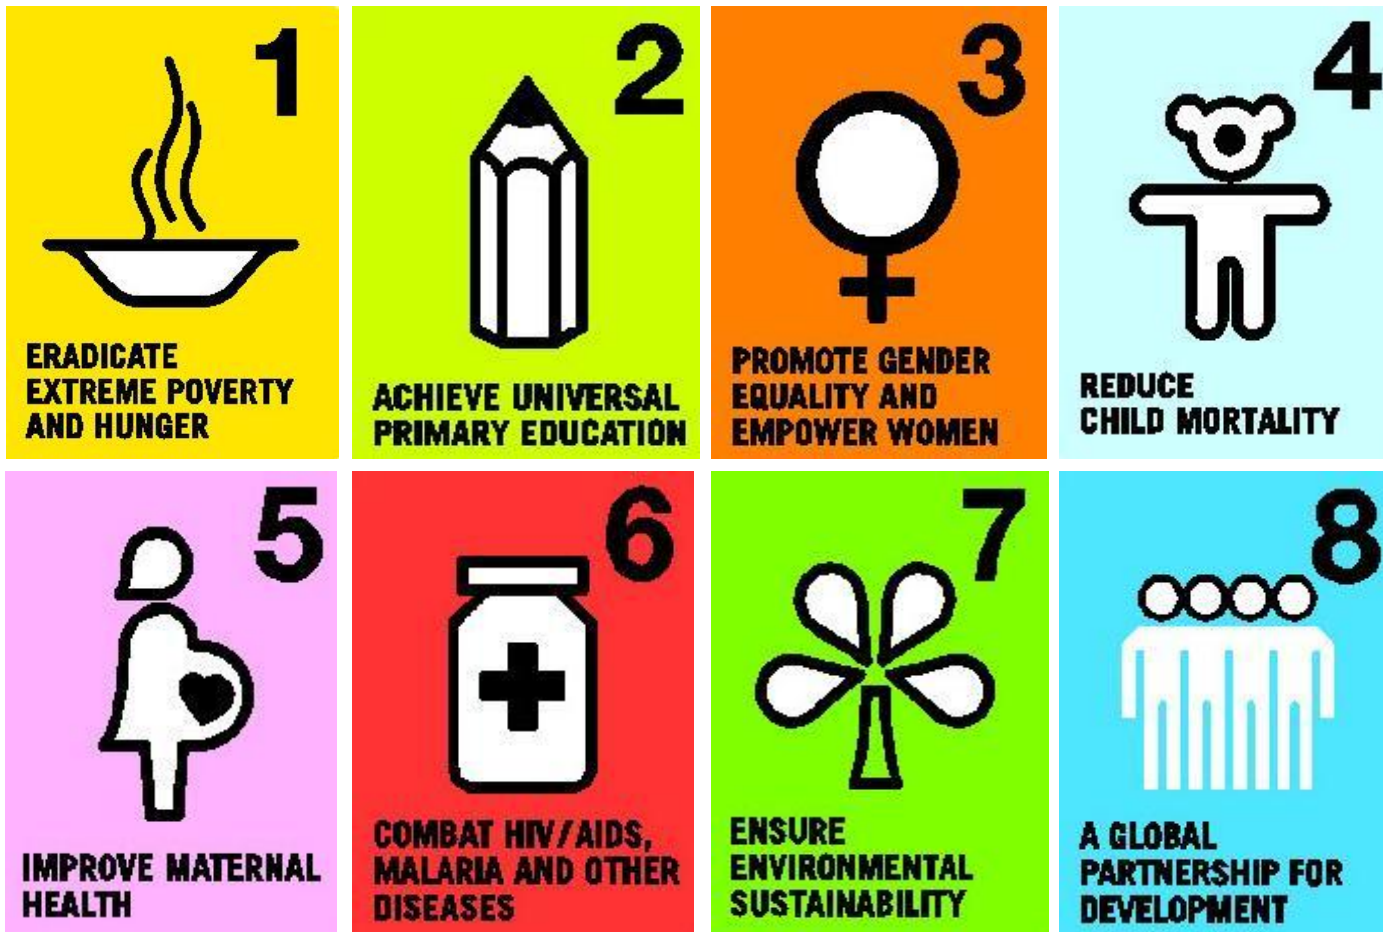 1
ERADICATE
EXTREME POVERTY
AND HUNGER
2
ACHIEVE UNIVERSAL
PRIMARY EDUCATION
3
PROMOTE GENDER
EQUALITY AND
EMPOWER WOMEN
4
REDUCE
CHILD MORTALITY
5
IMPROVE MATERNAL
HEALTH
6
COMBAT HIV/AIDS,
MALARIA AND OTHER
DISEASES
7
ENSURE
ENVIRONMENTAL
SUSTAINABILITY
8
A GLOBAL
PARTNERSHIP FOR
DEVELOPMENT